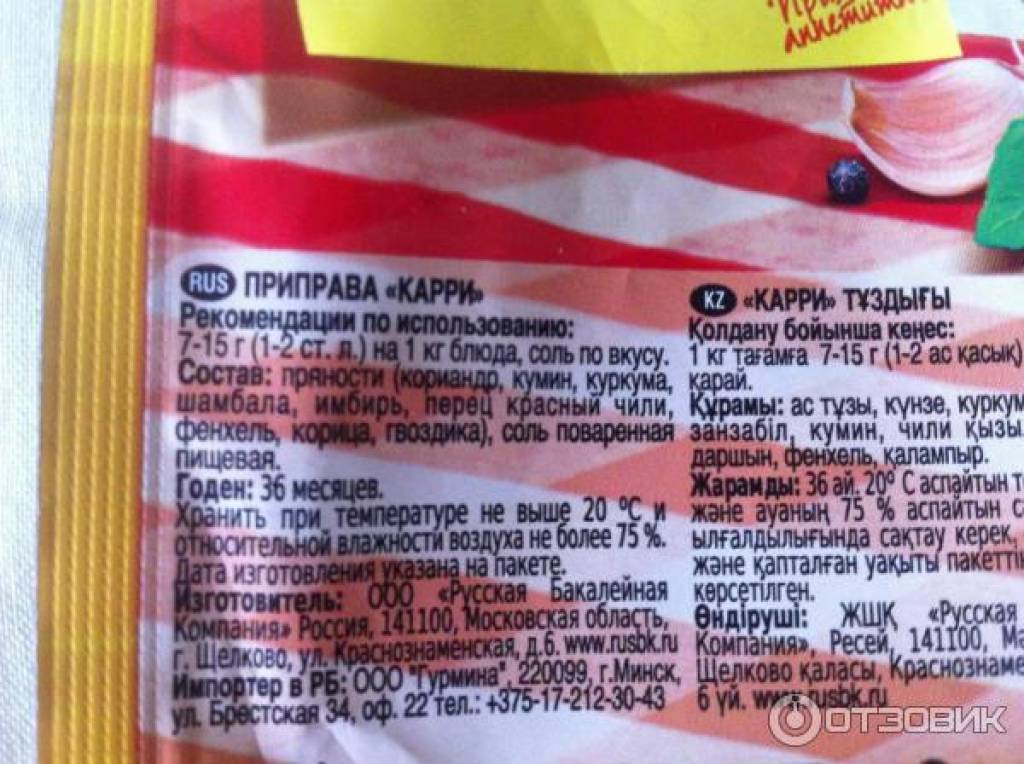 аппетита
RUS ПРИПРАВА «КАРРИ»
Рекомендации по использованию:
7-15 г (1-2 ст. л.) на 1 кг блюда, соль по вкусу.
Состав: пряности (кориандр, кумин, куркума,
шамбала, имбирь, перец красный чили,
фенхель, корица, гвоздика), соль поваренная
пищевая.
Годен: 36 месяцев.
Хранить при температуре не выше 20 °C и
относительной влажности воздуха не более 75 %.
Дата изготовления указана на пакете.
Изготовитель: ООО «Русская Бакалейная
Компания» Россия, 141100, Московская область,
г. Щелково, ул. Краснознаменская, д.6. www.rusbk.ru
Импортер в РБ: ООО "Гурмина", 220099, г.Минск,
ул. Брестская 34, оф. 22 тел.: +375-17-212-30-43
KZ «КАРРИ» ТҰЗДЫҒЫ
Қолдану бойынша кеңес:
1 кг тағамға 7-15 г (1-2 ас қасық)
қарай.
Құрамы: ас тұзы, күнзе, куркум
занзабіл, кумин, чили қызы
даршын, фенхель, қалампыр.
Жарамды: 36 ай. 20º С аспайтын
және ауаның 75 % аспайтын
ылғалдылығында сақтау керек.
және қапталған уақыты пакетті
көрсетілген.
Өндіруші: ЖШҚ «Русская
Компания», Ресей, 141100, Ма
Щелково қаласы, Краснознаме
6 үй. www.rusbk.ru
ОТЗОВИК